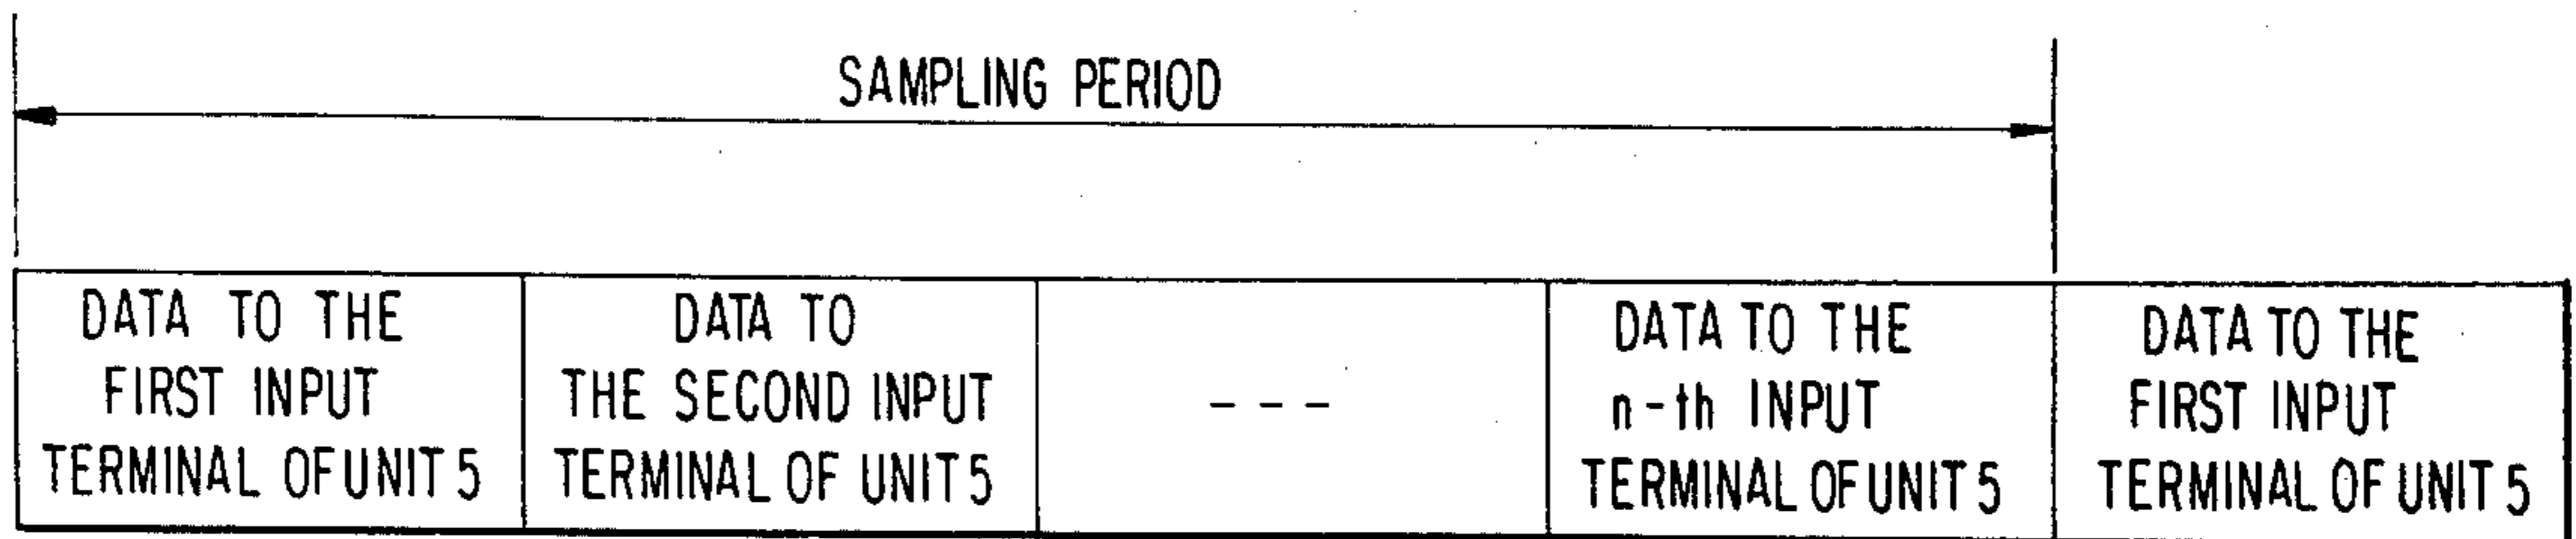 SAMPLING PERIOD
DATA TO THE
FIRST INPUT
TERMINAL OF UNIT 5
DATA TO
THE SECOND INPUT
TERMINAL OF UNIT 5
---
DATA TO THE
n-th INPUT
TERMINAL OF UNIT 5
DATA TO THE
FIRST INPUT
TERMINAL OF UNIT 5